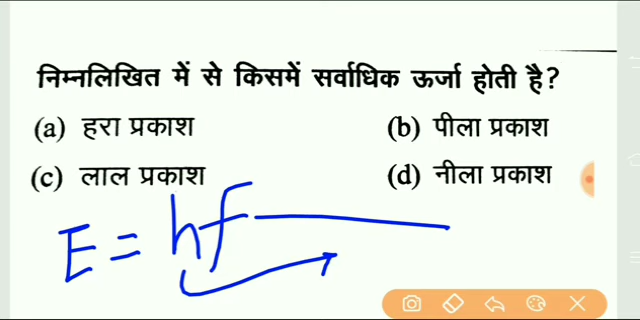 निम्नलिखित में से किसमें सर्वाधिक ऊर्जा होती है?
(a) हरा प्रकाश (b) पीला प्रकाश
(c) लाल प्रकाश (d) नीला प्रकाश
E = hf